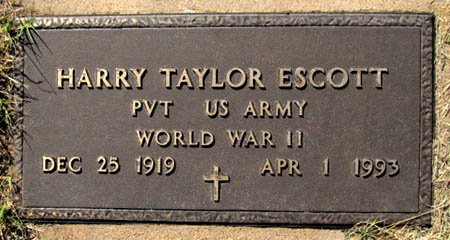 HARRY TAYLOR ESCOTT
PVT US ARMY
WORLD WAR II
DEC 25 1919 APR 1 1993